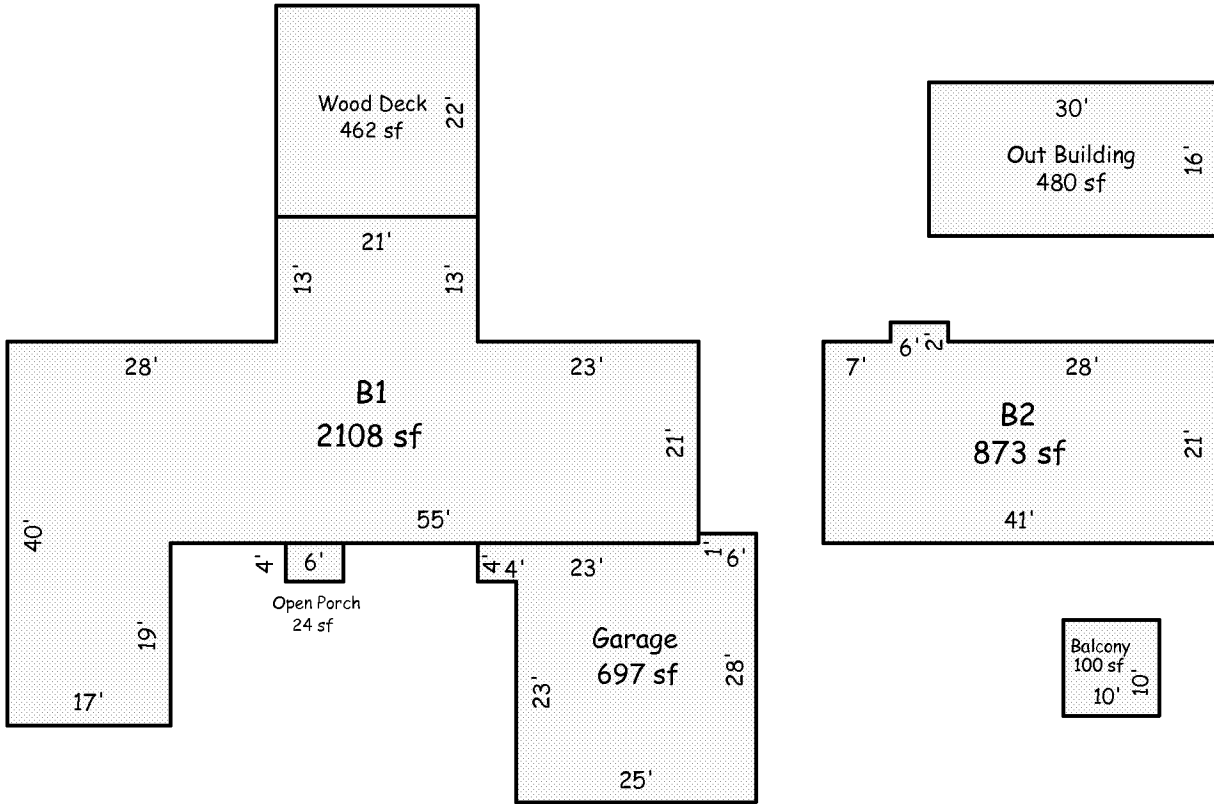 Wood Deck
462 sf
22'
30'
Out Building
480 sf
16'
21'
13'
13'
28'
23'
B1
2108 sf
21'
40'
55'
7'
6'
2'
28'
B2
873 sf
21'
41'
4'
6'
Open Porch
24 sf
19'
17'
4'
4'
23'
1'
6'
Garage
697 sf
23'
28'
25'
Balcony
100 sf
10'
10'